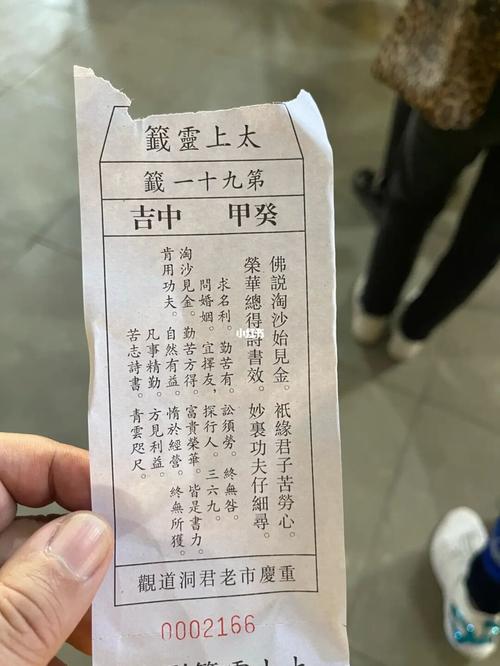 太上靈籤
第九十一籤
癸甲 中吉
佛説淘沙始見金。祇緣君子苦勞心。
榮華總得詩書效。妙裏功夫仔細尋。
求名利。勤苦有。訟須勞。終無咎。
問婚姻。宜擇友，探行人。三六九。
淘沙見金。勤苦方得。富貴榮華。皆是書力。
肯用功夫。自然有益。惰於經營。終無所獲。
凡事精勤。方見利益。
苦志詩書。青雲咫尺。
重慶市老君洞道觀
0002166
小红书